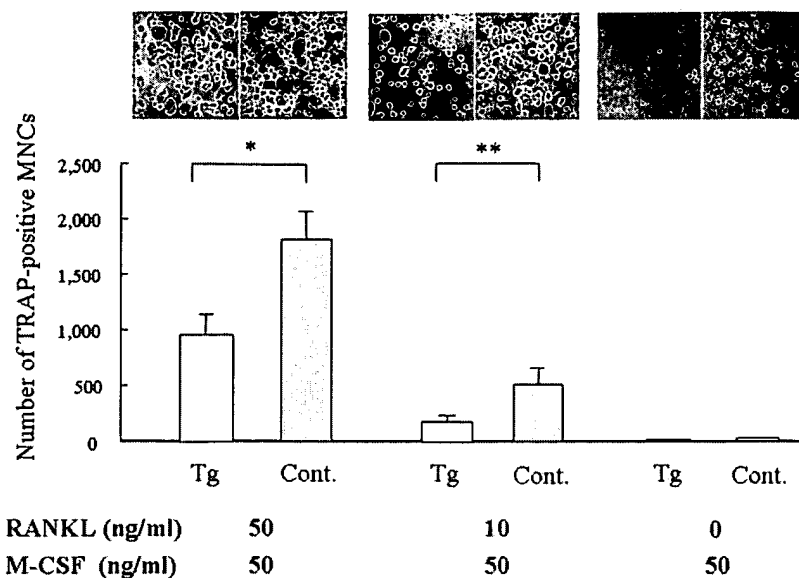 * **
2,500
2,000
1,500
1,000
500
0
Number of TRAP-positive MNCs
Tg Cont. Tg Cont. Tg Cont.
RANKL (ng/ml) 50 10 0
M-CSF (ng/ml) 50 50 50